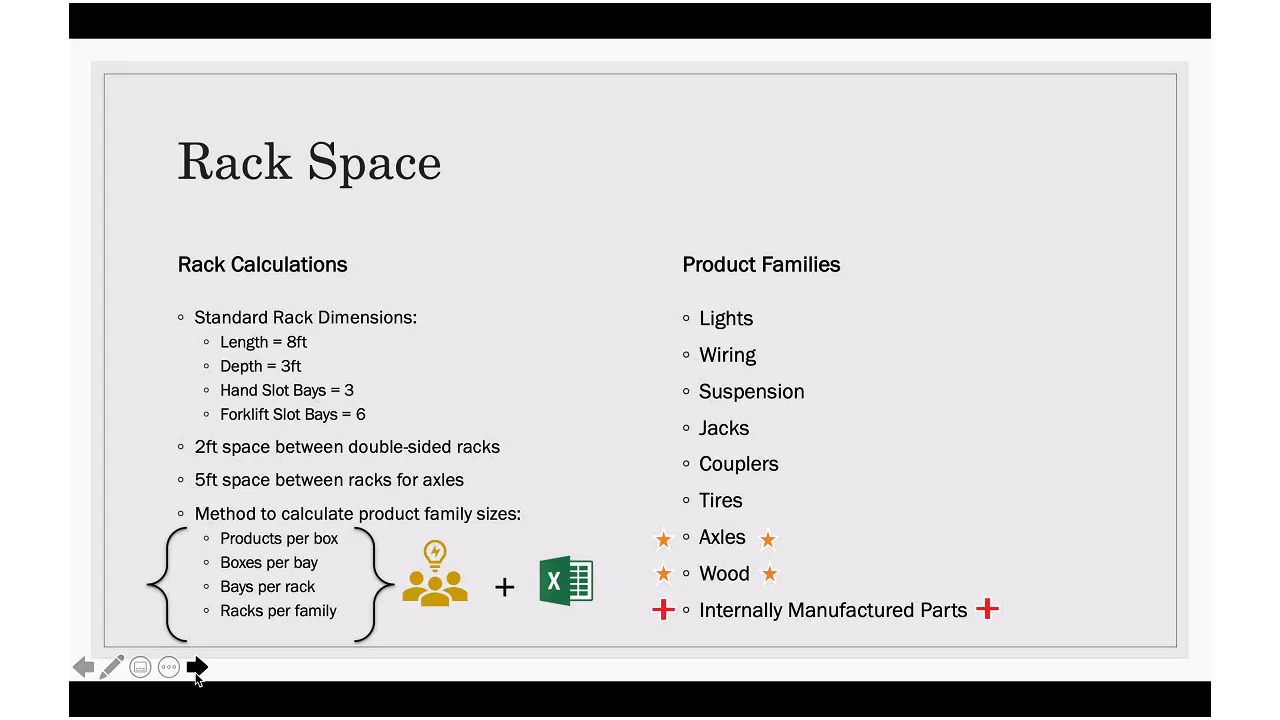 Rack Space
Rack Calculations
Standard Rack Dimensions:
Length = 8ft
Depth = 3ft
Hand Slot Bays = 3
Forklift Slot Bays = 6
2ft space between double-sided racks
5ft space between racks for axles
Method to calculate product family sizes:
Products per box
Boxes per bay
Bays per rack
Racks per family
+
X
Product Families
Lights
Wiring
Suspension
Jacks
Couplers
Tires
Axles
Wood
Internally Manufactured Parts